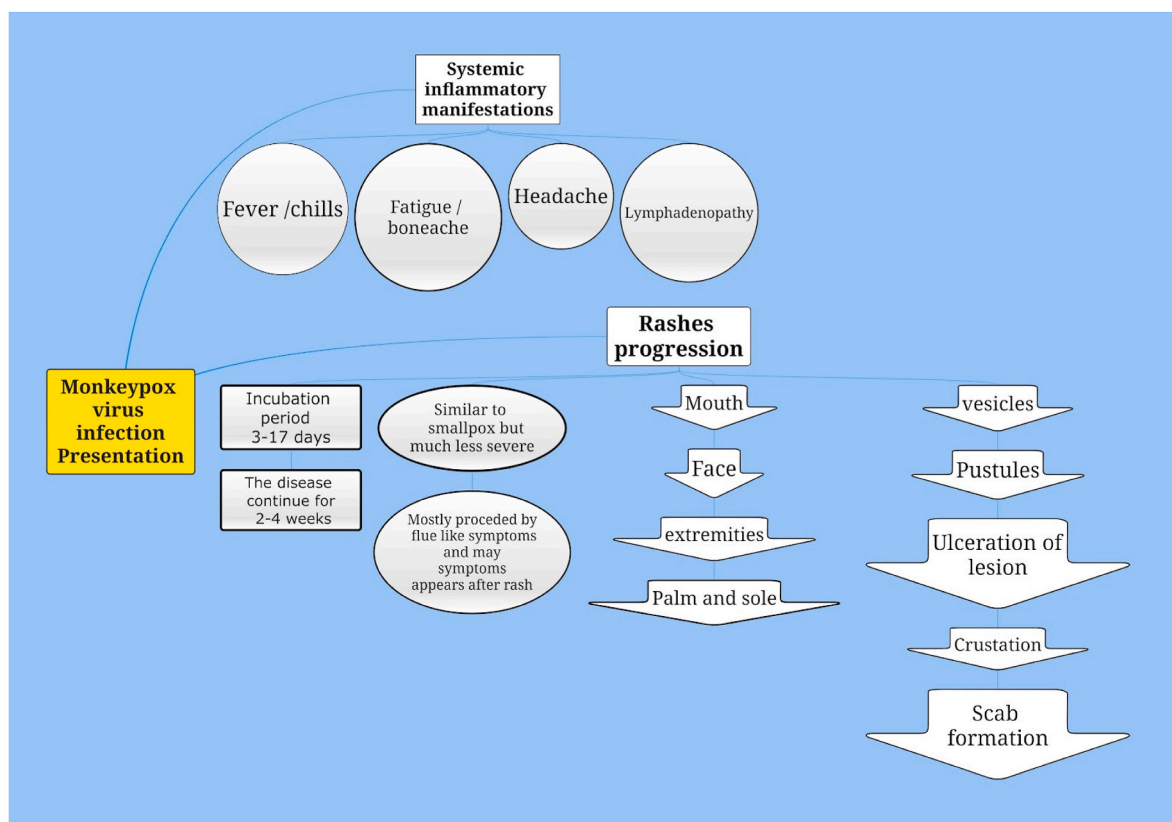 Systemic
inflammatory
manifestations
Fever /chills
Fatigue /
boneache
Headache
Lymphadenopathy
Rashes
progression
Monkeypox
virus
infection
Presentation
Incubation
period
3-17 days
The disease
continue for
2-4 weeks
Similar to
smallpox but
much less severe
Mostly proceded by
flue like symptoms
and may
symptoms
appears after rash
Mouth
Face
extremities
Palm and sole
vesicles
Pustules
Ulceration of
lesion
Crustation
Scab
formation